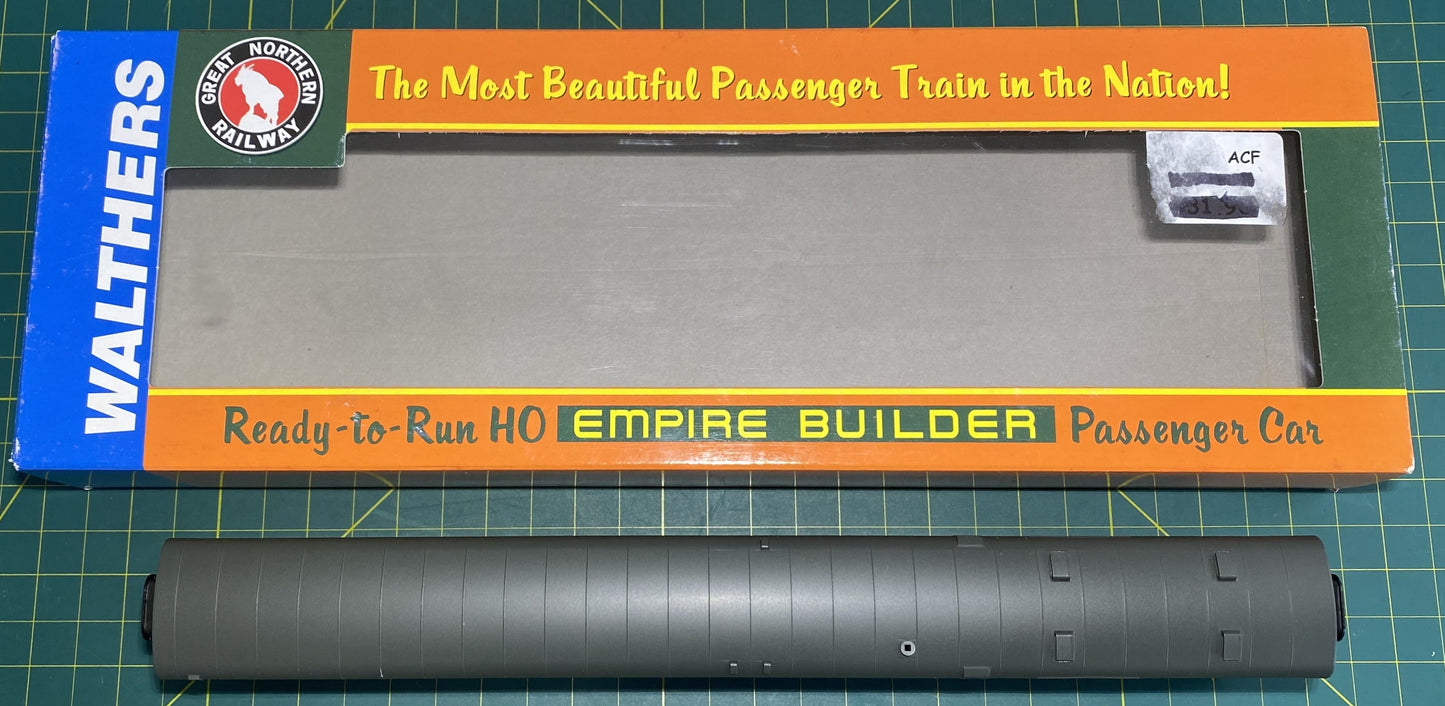 WALTHERS
GREAT NORTHERN
RAILWAY
The Most Beautiful Passenger Train in the Nation!
ACF
Ready-to-Run HO EMPIRE BUILDER Passenger Car